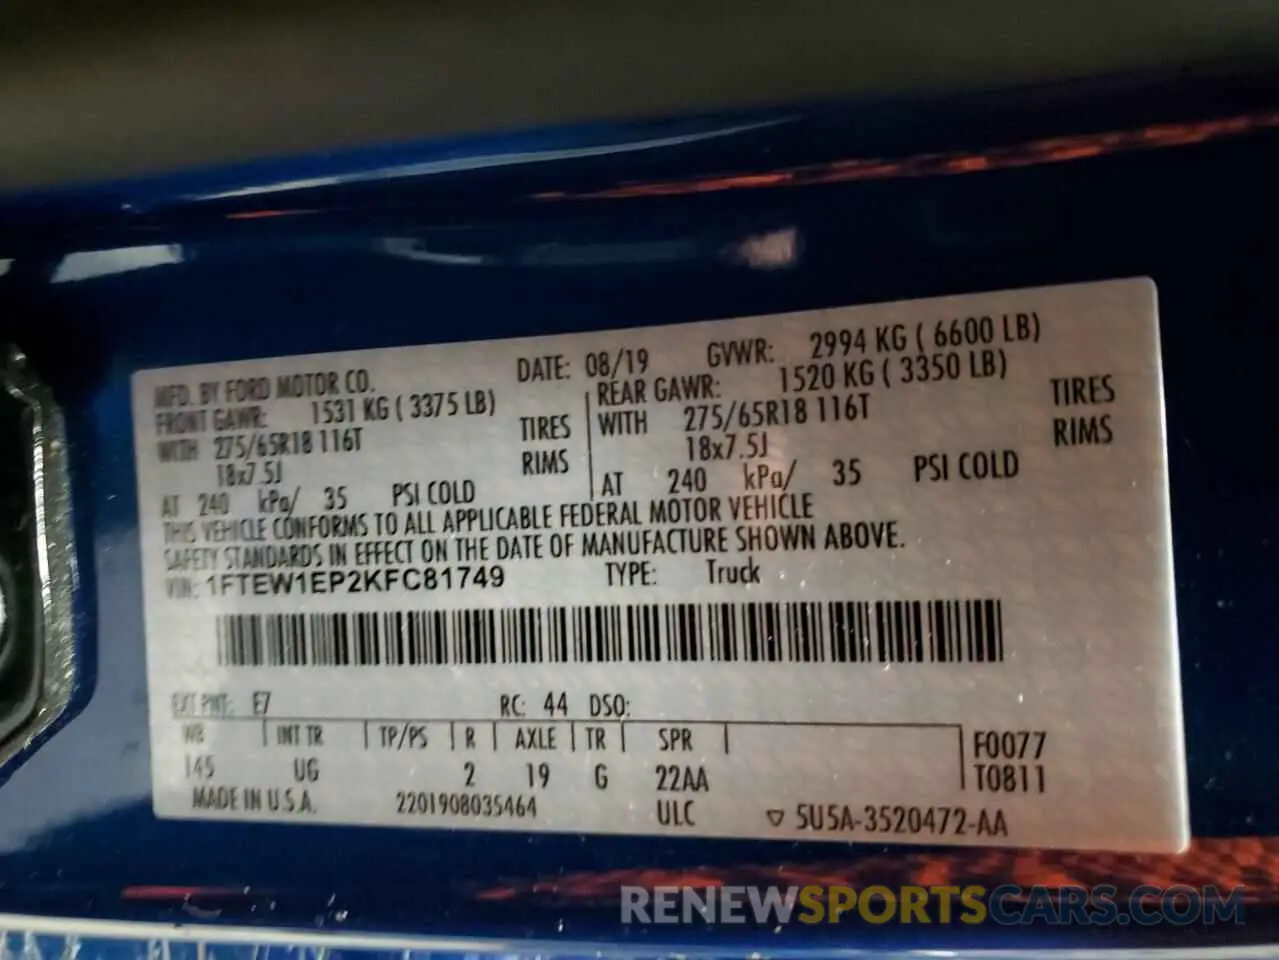 MFD. BY FORD MOTOR CO. DATE: 08/19 GVWR: 2994 KG ( 6600 LB)
FRONT GAWR: 1531 KG ( 3375 LB) REAR GAWR: 1520 KG ( 3350 LB)
WITH 275/65R18 116T TIRES WITH 275/65R18 116T TIRES
18x7.5J RIMS 18x7.5J RIMS
AT 240 kPa/ 35 PSI COLD AT 240 kPa/ 35 PSI COLD
THIS VEHICLE CONFORMS TO ALL APPLICABLE FEDERAL MOTOR VEHICLE
SAFETY STANDARDS IN EFFECT ON THE DATE OF MANUFACTURE SHOWN ABOVE.
VIN: 1FTEW1EP2KFC81749 TYPE: Truck
EXT PNT: E7 RC: 44 DSO:
WB INT TR TP/PS R AXLE TR SPR F0077
145 UG 2 19 G 22AA T0811
MADE IN U.S.A. 2201908035464 ULC ▽ 5U5A-3520472-AA
RENEWSPORTSCARS.COM